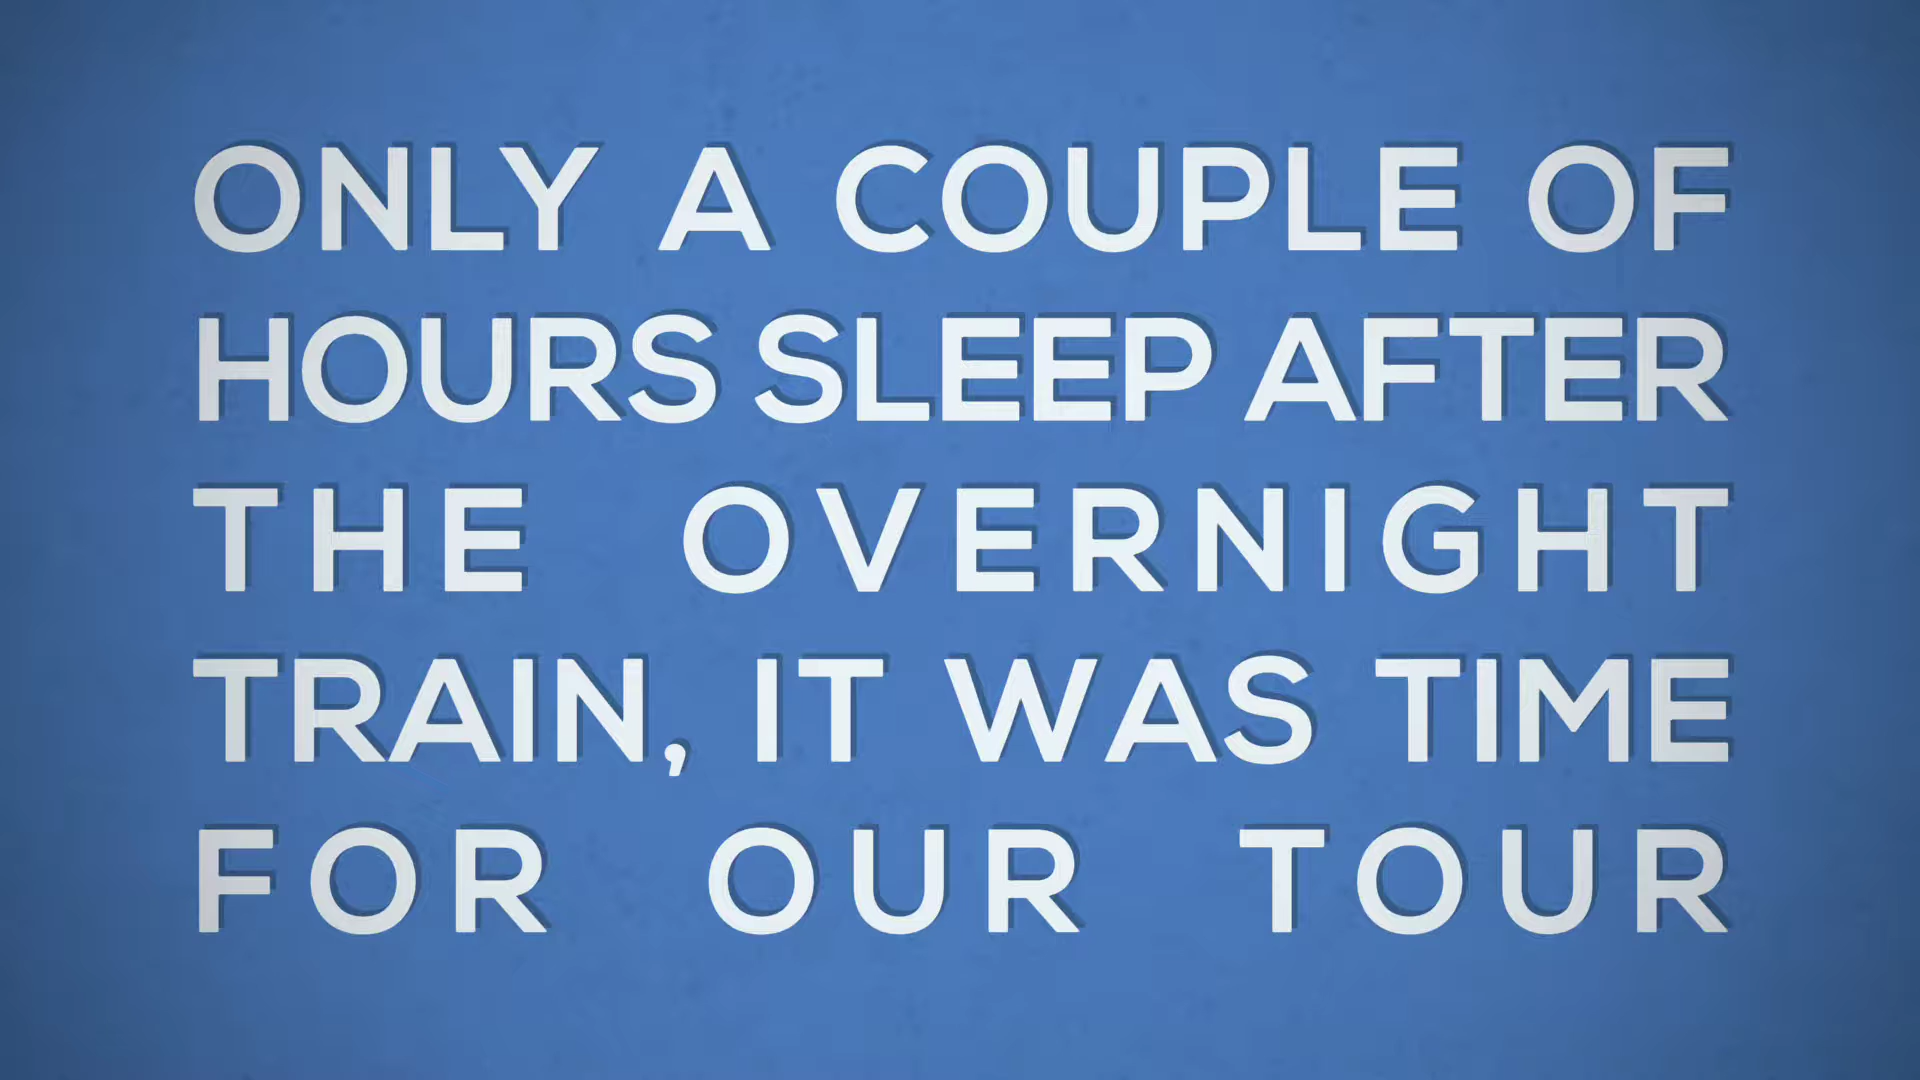 ONLY A COUPLE OF
HOURS SLEEP AFTER
THE OVERNIGHT
TRAIN, IT WAS TIME
FOR OUR TOUR